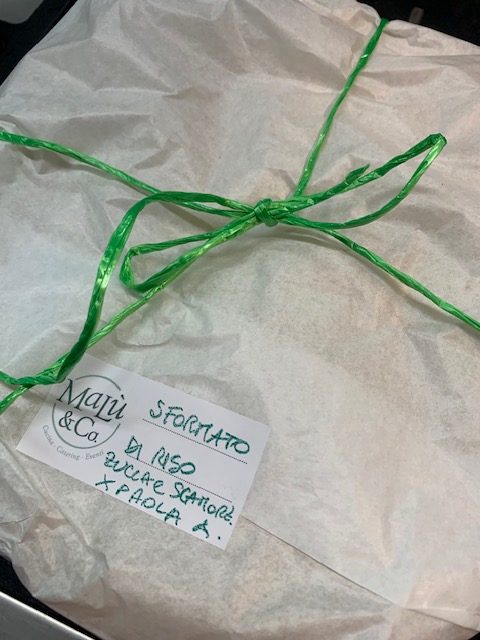 MaLù
& Co.
Cucina · Catering · Eventi
SFORMATO
DI RISO
ZUCCA E SCAMORZ.
X PAOLA A.